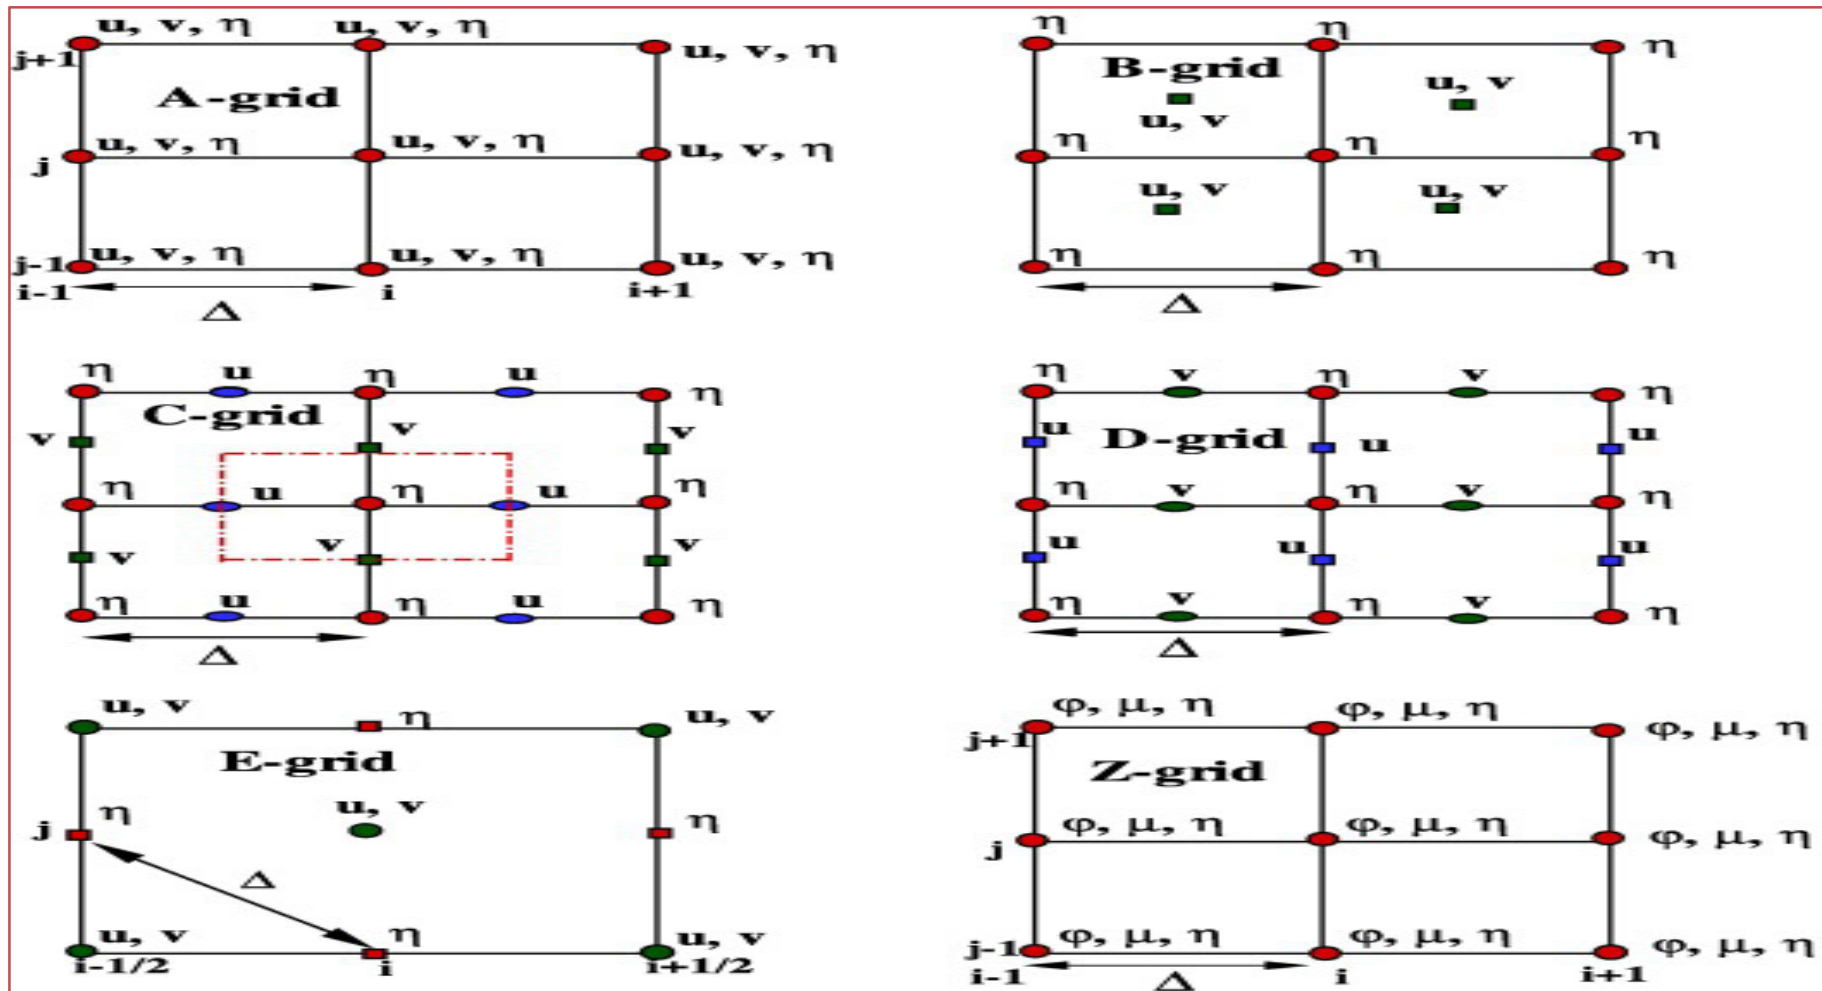 u, v, η u, v, η
j+1 u, v, η
A-grid
j u, v, η u, v, η u, v, η
j-1 u, v, η u, v, η u, v, η
i-1 i i+1
Δ
η η η
B-grid u, v
u, v
η η η
u, v u, v
η η η
Δ
η u η u η
C-grid
v v v
η u η u η
v v v
η u η u η
Δ
η v η v η
D-grid
u u u
η v η v η
u u u
η v η v η
Δ
u, v η u, v
E-grid
j η u, v η
Δ
u, v η u, v
i-1/2 i i+1/2
φ, μ, η φ, μ, η φ, μ, η
j+1
Z-grid
φ, μ, η φ, μ, η φ, μ, η
j
j-1 φ, μ, η φ, μ, η φ, μ, η
i-1 i i+1
Δ